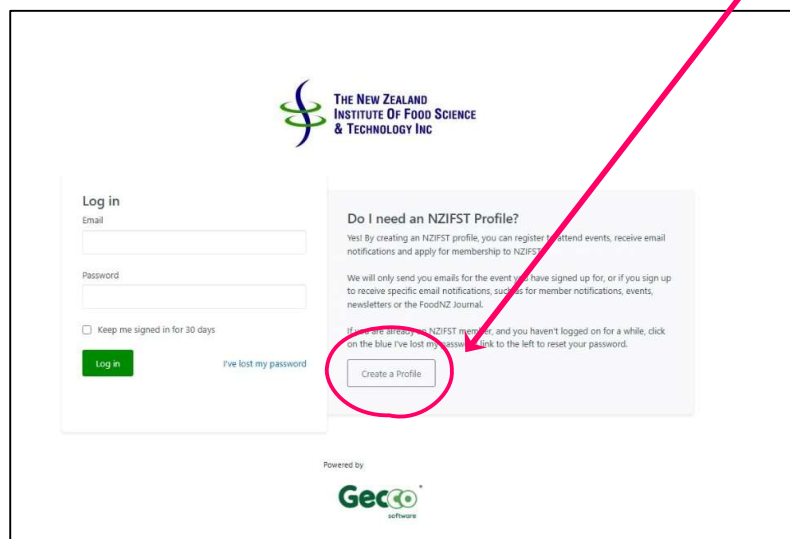 THE NEW ZEALAND
INSTITUTE OF FOOD SCIENCE
& TECHNOLOGY INC
Log in
Email
Password
Keep me signed in for 30 days
Log in
I've lost my password
Do I need an NZIFST Profile?
Yes! By creating an NZIFST profile, you can register to attend events, receive email
notifications and apply for membership to NZIFST.
We will only send you emails for the event you have signed up for, or if you sign up
to receive specific email notifications, such as for member notifications, events,
newsletters or the FoodNZ Journal.
If you are already an NZIFST member, and you haven't logged on for a while, click
on the blue I've lost my password link to the left to reset your password.
Create a Profile
Powered by
Gecco
software